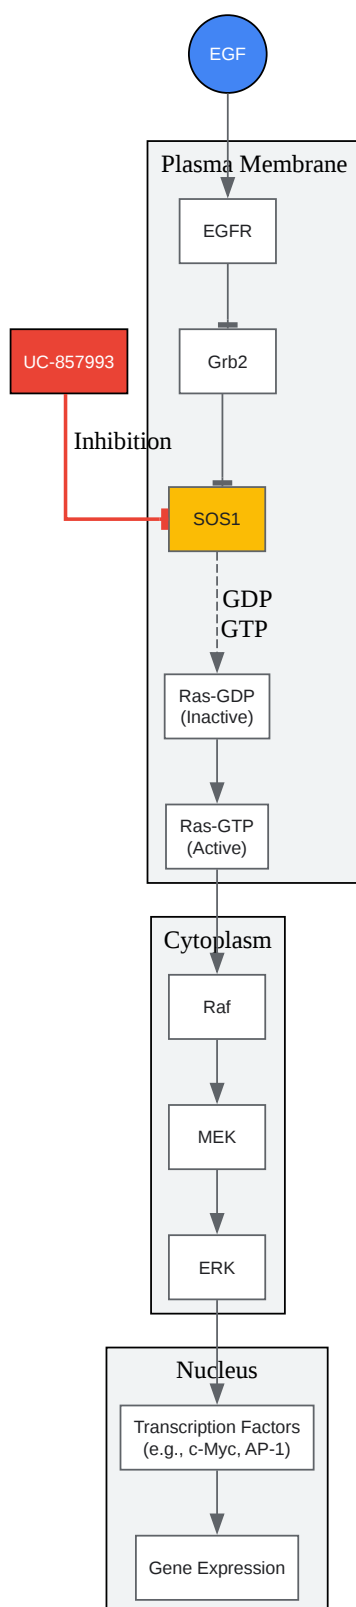 EGF
Plasma Membrane
EGFR
UC-857993
Grb2
Inhibition
SOS1
GDP
GTP
Ras-GDP
(Inactive)
Ras-GTP
(Active)
Cytoplasm
Raf
MEK
ERK
Nucleus
Transcription Factors
(e.g., c-Myc, AP-1)
Gene Expression